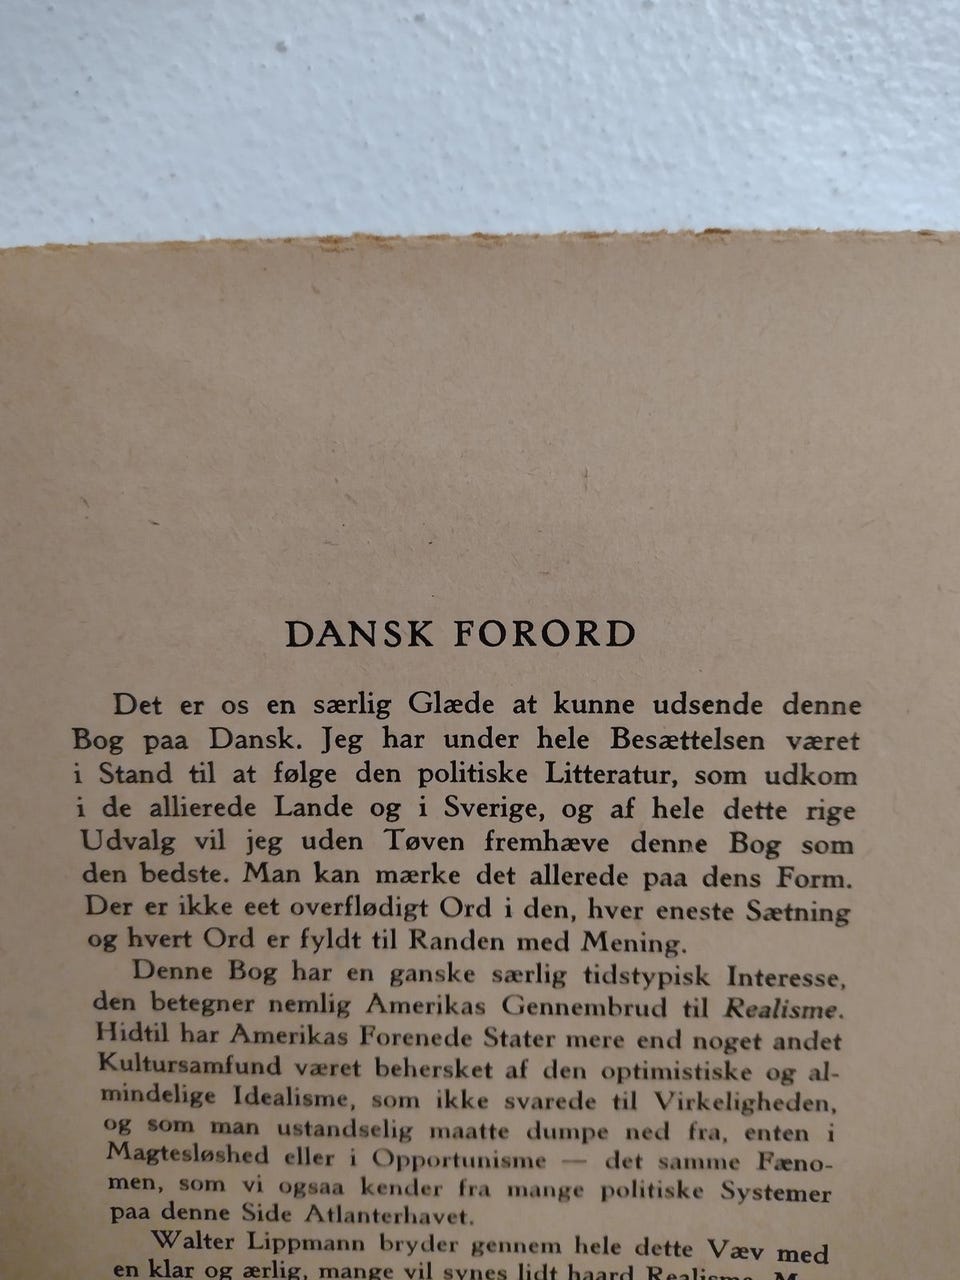 DANSK FORORD
Det er os en særlig Glæde at kunne udsende denne
Bog paa Dansk. Jeg har under hele Besættelsen været
i Stand til at følge den politiske Litteratur, som udkom
i de allierede Lande og i Sverige, og af hele dette rige
Udvalg vil jeg uden Tøven fremhæve denne Bog som
den bedste. Man kan mærke det allerede paa dens Form.
Der er ikke eet overflødigt Ord i den, hver eneste Sætning
og hvert Ord er fyldt til Randen med Mening.
Denne Bog har en ganske særlig tidstypisk Interesse,
den betegner nemlig Amerikas Gennembrud til Realisme.
Hidtil har Amerikas Forenede Stater mere end noget andet
Kultursamfund været behersket af den optimistiske og al-
mindelige Idealisme, som ikke svarede til Virkeligheden,
og som man ustandselig maatte dumpe ned fra, enten i
Magtesløshed eller i Opportunisme — det samme Fæno-
men, som vi ogsaa kender fra mange politiske Systemer
paa denne Side Atlanterhavet.
Walter Lippmann bryder gennem hele dette Væv med
en klar og ærlig, mange vil synes lidt haard Realisme.